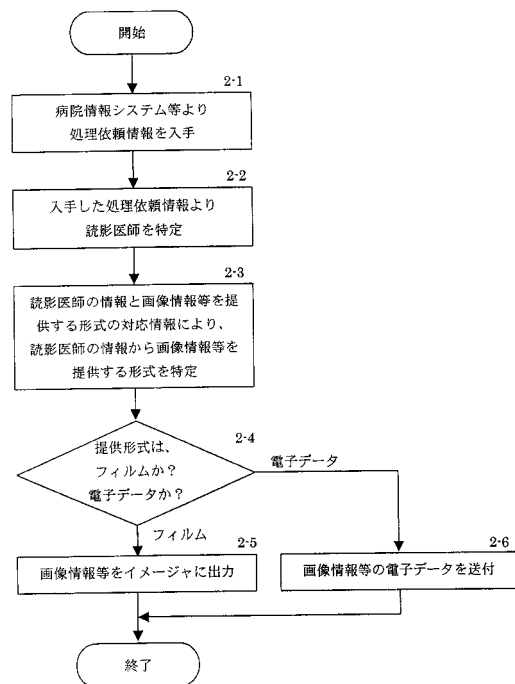 開始
2-1
病院情報システム等より
処理依頼情報を入手
2-2
入手した処理依頼情報より
読影医師を特定
2-3
読影医師の情報と画像情報等を提
供する形式の対応情報により、
読影医師の情報から画像情報等を
提供する形式を特定
2-4
提供形式は、
フィルムか？
電子データか？
電子データ
フィルム
2-5
画像情報等をイメージャに出力
2-6
画像情報等の電子データを送付
終了